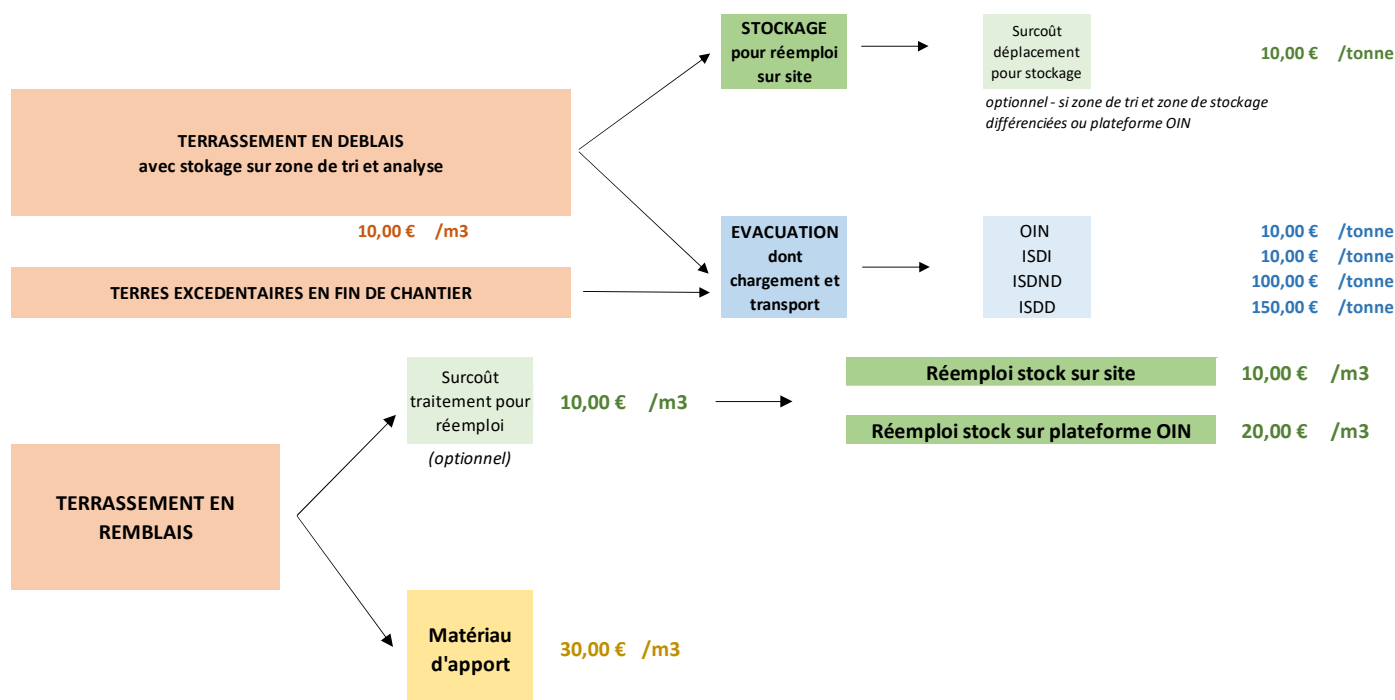 STOCKAGE
pour réemploi
sur site
Surcoût
déplacement
pour stockage
10,00 € /tonne
optionnel - si zone de tri et zone de stockage
différenciées ou plateforme OIN
TERRASSEMENT EN DEBLAIS
avec stokage sur zone de tri et analyse
10,00 € /m3
EVACUATION
dont
chargement et
transport
OIN 10,00 € /tonne
ISDI 10,00 € /tonne
ISDND 100,00 € /tonne
ISDD 150,00 € /tonne
TERRES EXCEDENTAIRES EN FIN DE CHANTIER
Surcoût
traitement pour
réemploi
10,00 € /m3
(optionnel)
Réemploi stock sur site 10,00 € /m3
Réemploi stock sur plateforme OIN 20,00 € /m3
TERRASSEMENT EN
REMBLAIS
Matériau
d'apport
30,00 € /m3